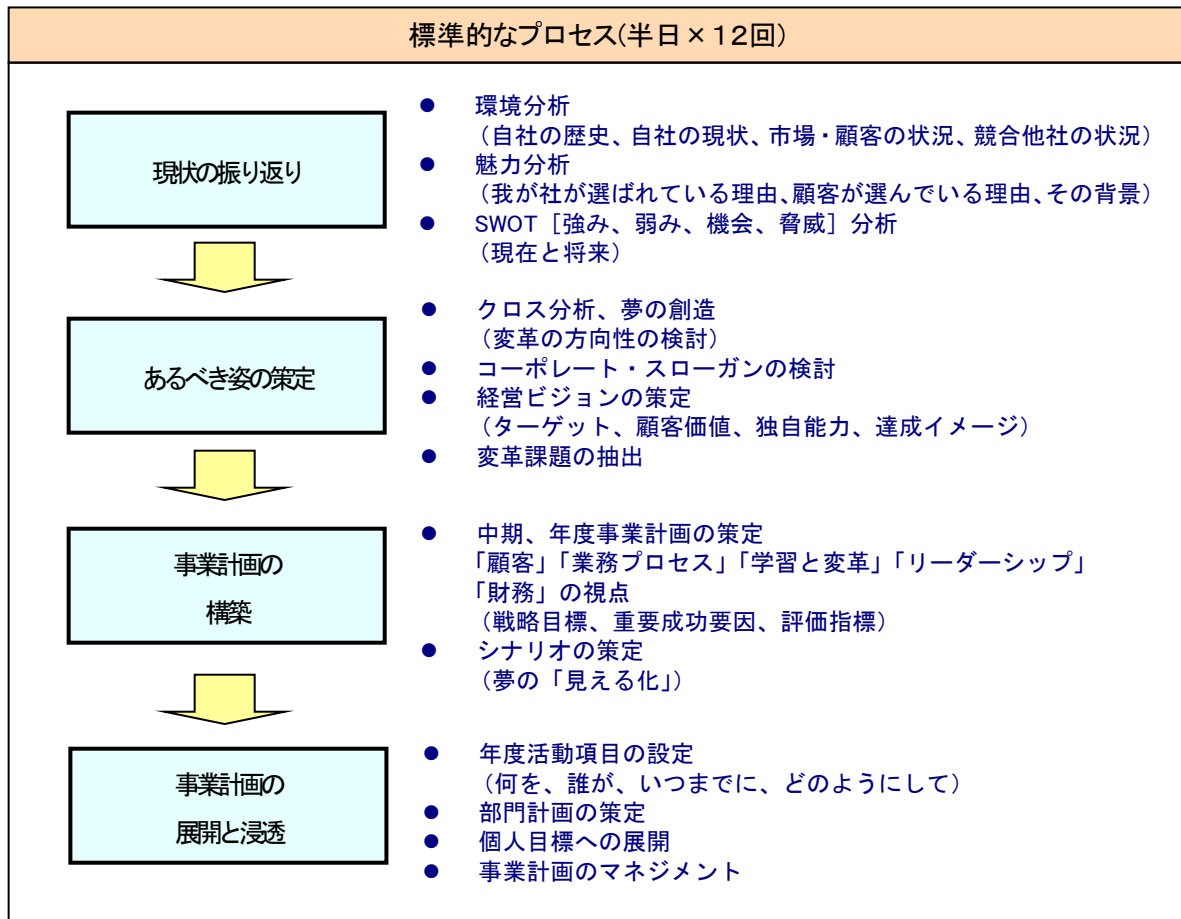 標準的なプロセス(半日×12回)
現状の振り返り
● 環境分析
(自社の歴史、自社の現状、市場・顧客の状況、競合他社の状況)
● 魅力分析
(我が社が選ばれている理由、顧客が選んでいる理由、その背景)
● SWOT[強み、弱み、機会、脅威]分析
(現在と将来)
あるべき姿の策定
● クロス分析、夢の創造
(変革の方向性の検討)
● コーポレート・スローガンの検討
● 経営ビジョンの策定
(ターゲット、顧客価値、独自能力、達成イメージ)
● 変革課題の抽出
事業計画の
構築
● 中期、年度事業計画の策定
「顧客」「業務プロセス」「学習と変革」「リーダーシップ」
「財務」の視点
(戦略目標、重要成功要因、評価指標)
● シナリオの策定
(夢の「見える化」)
事業計画の
展開と浸透
● 年度活動項目の設定
(何を、誰が、いつまでに、どのようにして)
● 部門計画の策定
● 個人目標への展開
● 事業計画のマネジメント